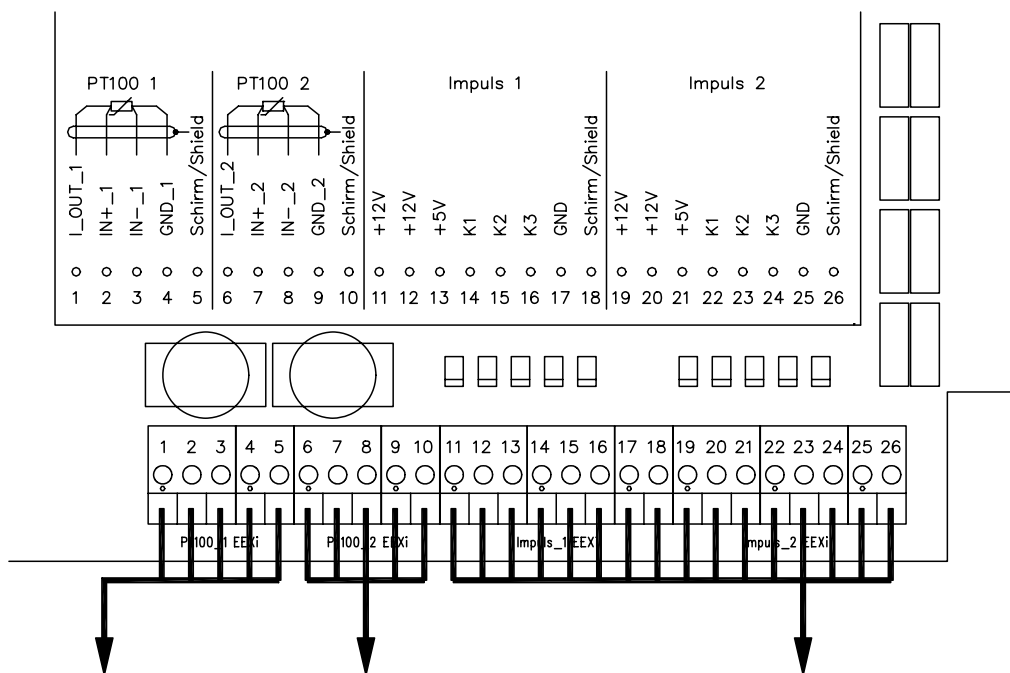 PT100 1
PT100 2
Impuls 1
Impuls 2
I_OUT_1
IN+_1
IN-_1
GND_1
Schirm/Shield
I_OUT_2
IN+_2
IN-_2
GND_2
Schirm/Shield
+12V
+12V
+5V
K1
K2
K3
GND
Schirm/Shield
+12V
+12V
+5V
K1
K2
K3
GND
Schirm/Shield
1 2 3 4 5 6 7 8 9 10 11 12 13 14 15 16 17 18 19 20 21 22 23 24 25 26
1 2 3 4 5 6 7 8 9 10 11 12 13 14 15 16 17 18 19 20 21 22 23 24 25 26
PT100_1 EEXi
PT100_2 EEXi
Impuls_1 EEXi
Impuls_2 EEXi